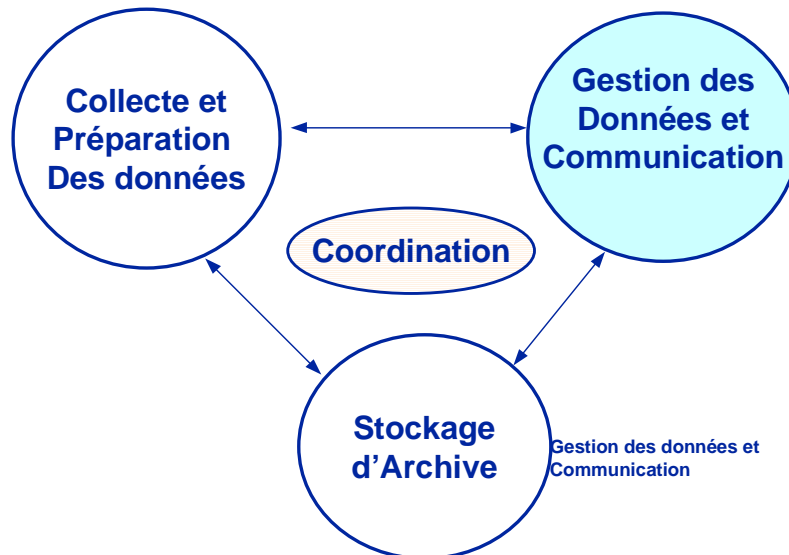 Collecte et
Préparation
Des données
Gestion des
Données et
Communication
Coordination
Stockage
d’Archive
Gestion des données et
Communication